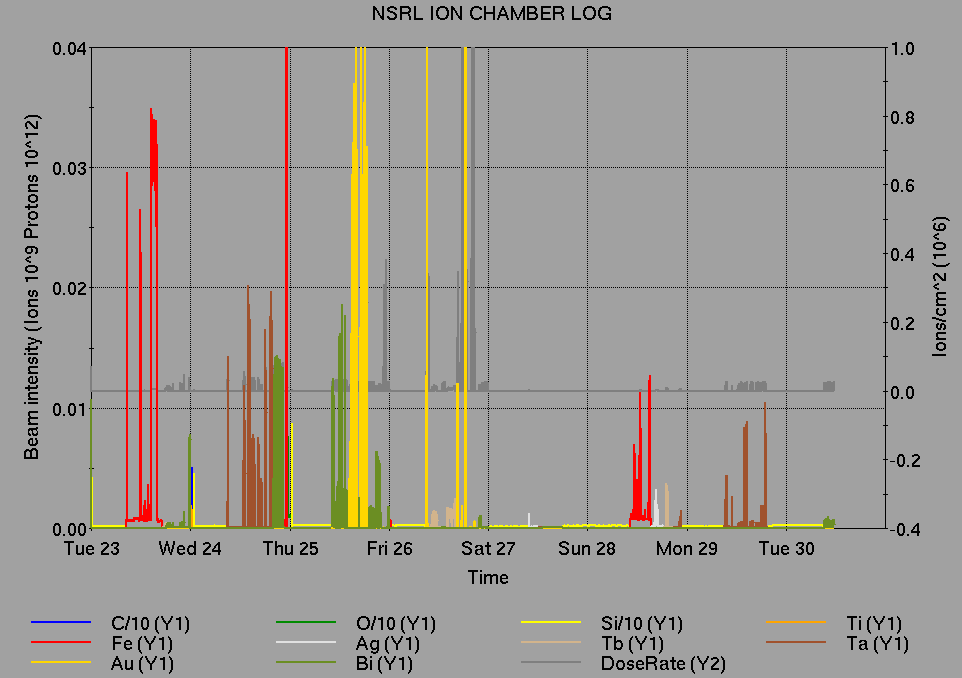 NSRL ION CHAMBER LOG
Beam intensity (Ions 10^9 Protons 10^12)
0.04
0.03
0.02
0.01
0.00
1.0
0.8
0.6
0.4
0.2
0.0
-0.2
-0.4
Ions/cm^2 (10^6)
Tue 23 Wed 24 Thu 25 Fri 26 Sat 27 Sun 28 Mon 29 Tue 30
Time
C/10 (Y1) O/10 (Y1) Si/10 (Y1) Ti (Y1)
Fe (Y1) Ag (Y1) Tb (Y1) Ta (Y1)
Au (Y1) Bi (Y1) DoseRate (Y2)